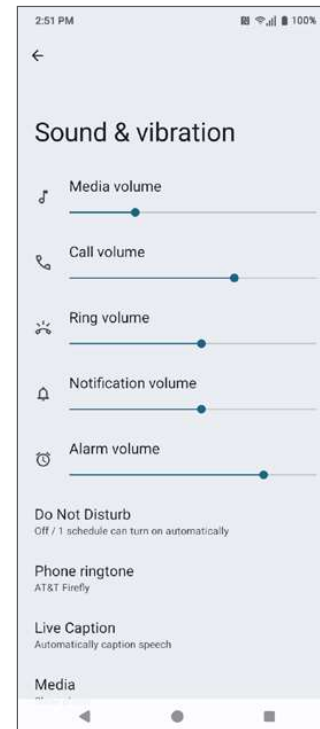 2:51 PM 100%
Sound & vibration
Media volume
Call volume
Ring volume
Notification volume
Alarm volume
Do Not Disturb
Off / 1 schedule can turn on automatically
Phone ringtone
AT&T Firefly
Live Caption
Automatically caption speech
Media